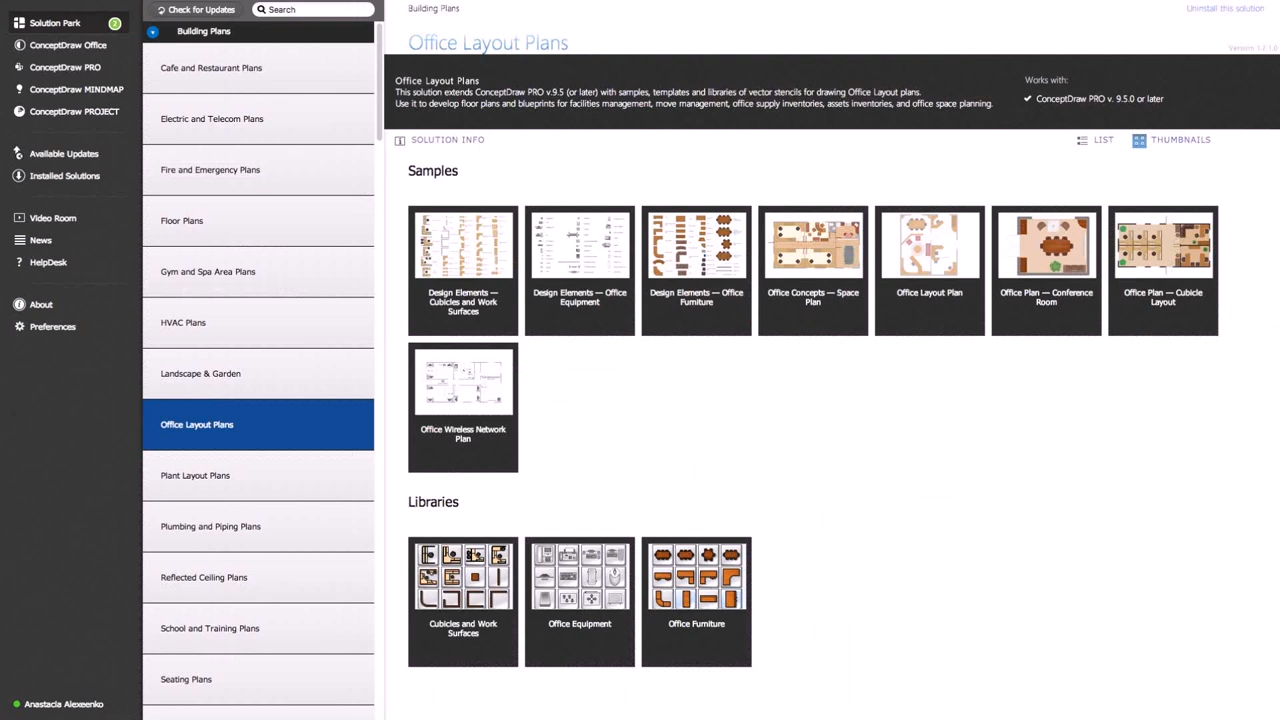 Solution Park
2
ConceptDraw Office
ConceptDraw PRO
ConceptDraw MINDMAP
ConceptDraw PROJECT
Available Updates
Installed Solutions
Video Room
News
HelpDesk
About
Preferences
Anastacia Alexeenko
Check for Updates
Search
Building Plans
Cafe and Restaurant Plans
Electric and Telecom Plans
Fire and Emergency Plans
Floor Plans
Gym and Spa Area Plans
HVAC Plans
Landscape & Garden
Office Layout Plans
Plant Layout Plans
Plumbing and Piping Plans
Reflected Ceiling Plans
School and Training Plans
Seating Plans
Building Plans
Uninstall this solution
Office Layout Plans
Version: 1.2.1.0
Office Layout Plans
This solution extends ConceptDraw PRO v.9.5 (or later) with samples, templates and libraries of vector stencils for drawing Office Layout plans.
Use it to develop floor plans and blueprints for facilities management, move management, office supply inventories, assets inventories, and office space planning.
Works with:
ConceptDraw PRO v. 9.5.0 or later
SOLUTION INFO
LIST
THUMBNAILS
Samples
Design Elements — Cubicles and Work Surfaces
Design Elements — Office Equipment
Design Elements — Office Furniture
Office Concepts — Space Plan
Office Layout Plan
Office Plan — Conference Room
Office Plan — Cubicle Layout
Office Wireless Network Plan
Libraries
Cubicles and Work Surfaces
Office Equipment
Office Furniture